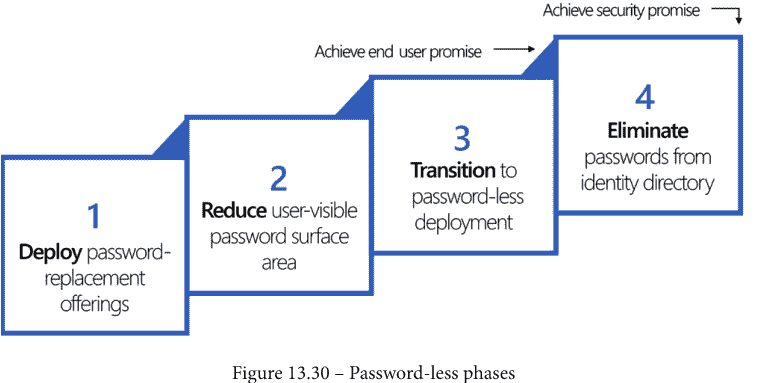 Achieve security promise
Achieve end user promise
1
Deploy password-
replacement
offerings
2
Reduce user-visible
password surface
area
3
Transition to
password-less
deployment
4
Eliminate
passwords from
identity directory
Figure 13.30 – Password-less phases